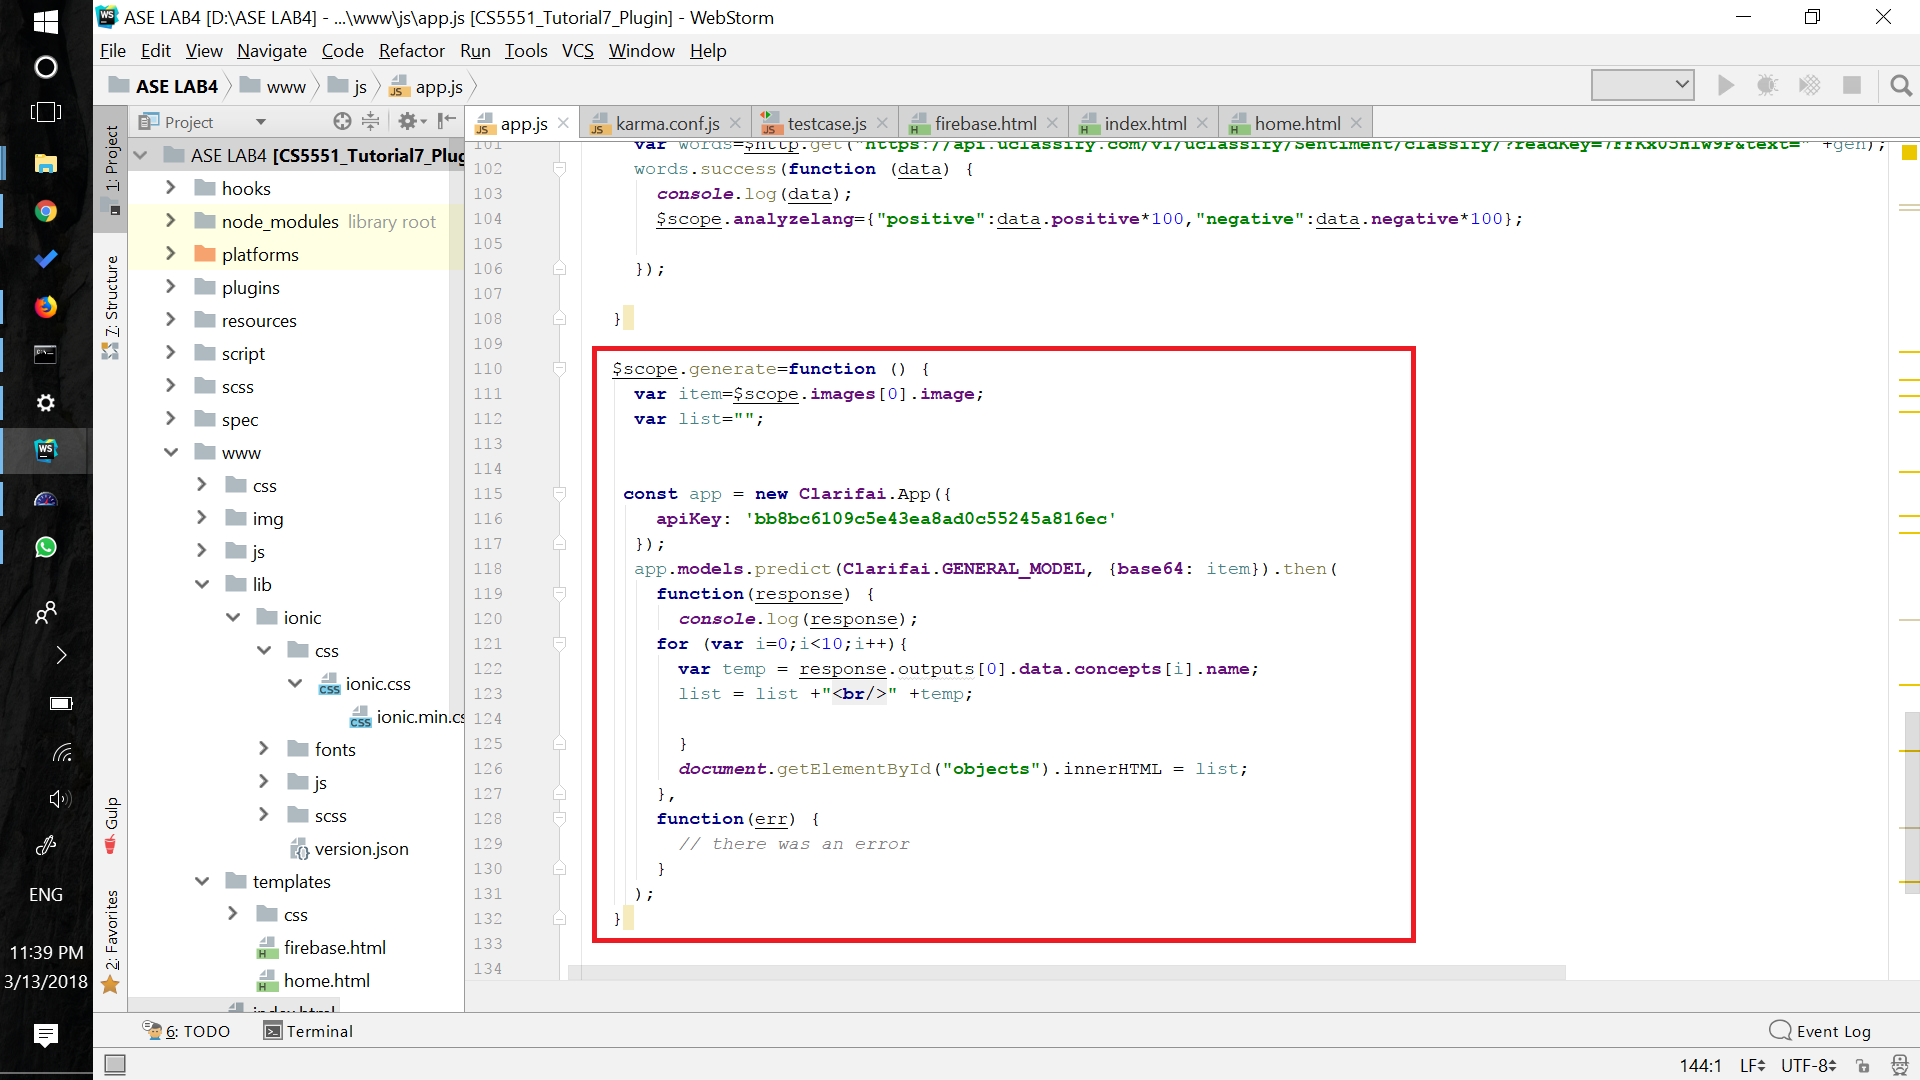 ASE LAB4 [D:\ASE LAB4] - ...\www\js\app.js [CS5551_Tutorial7_Plugin] - WebStorm
File Edit View Navigate Code Refactor Run Tools VCS Window Help
ASE LAB4 www js app.js
Project
app.js karma.conf.js testcase.js firebase.html index.html home.html
1: Project
7: Structure
Gulp
2: Favorites
ASE LAB4 [CS5551_Tutorial7_Plug
hooks
node_modules library root
platforms
plugins
resources
script
scss
spec
www
css
img
js
lib
ionic
css
ionic.css
ionic.min.cs
fonts
js
scss
version.json
templates
css
firebase.html
home.html
index.html
101 var words=$http.get("https://api.uclassify.com/v1/uclassify/Sentiment/classify/?readKey=7FFKx05HlW9P&text=" +gen);
102 words.success(function (data) {
103 console.log(data);
104 $scope.analyzelang={"positive":data.positive*100,"negative":data.negative*100};
105
106 });
107
108 }
109
110 $scope.generate=function () {
111 var item=$scope.images[0].image;
112 var list="";
113
114
115 const app = new Clarifai.App({
116 apiKey: 'bb8bc6109c5e43ea8ad0c55245a816ec'
117 });
118 app.models.predict(Clarifai.GENERAL_MODEL, {base64: item}).then(
119 function(response) {
120 console.log(response);
121 for (var i=0;i<10;i++){
122 var temp = response.outputs[0].data.concepts[i].name;
123 list = list +"<br/>" +temp;
124
125 }
126 document.getElementById("objects").innerHTML = list;
127 },
128 function(err) {
129 // there was an error
130 }
131 );
132 }
133
134
ENG
11:39 PM
3/13/2018
6: TODO Terminal Event Log
144:1 LF UTF-8